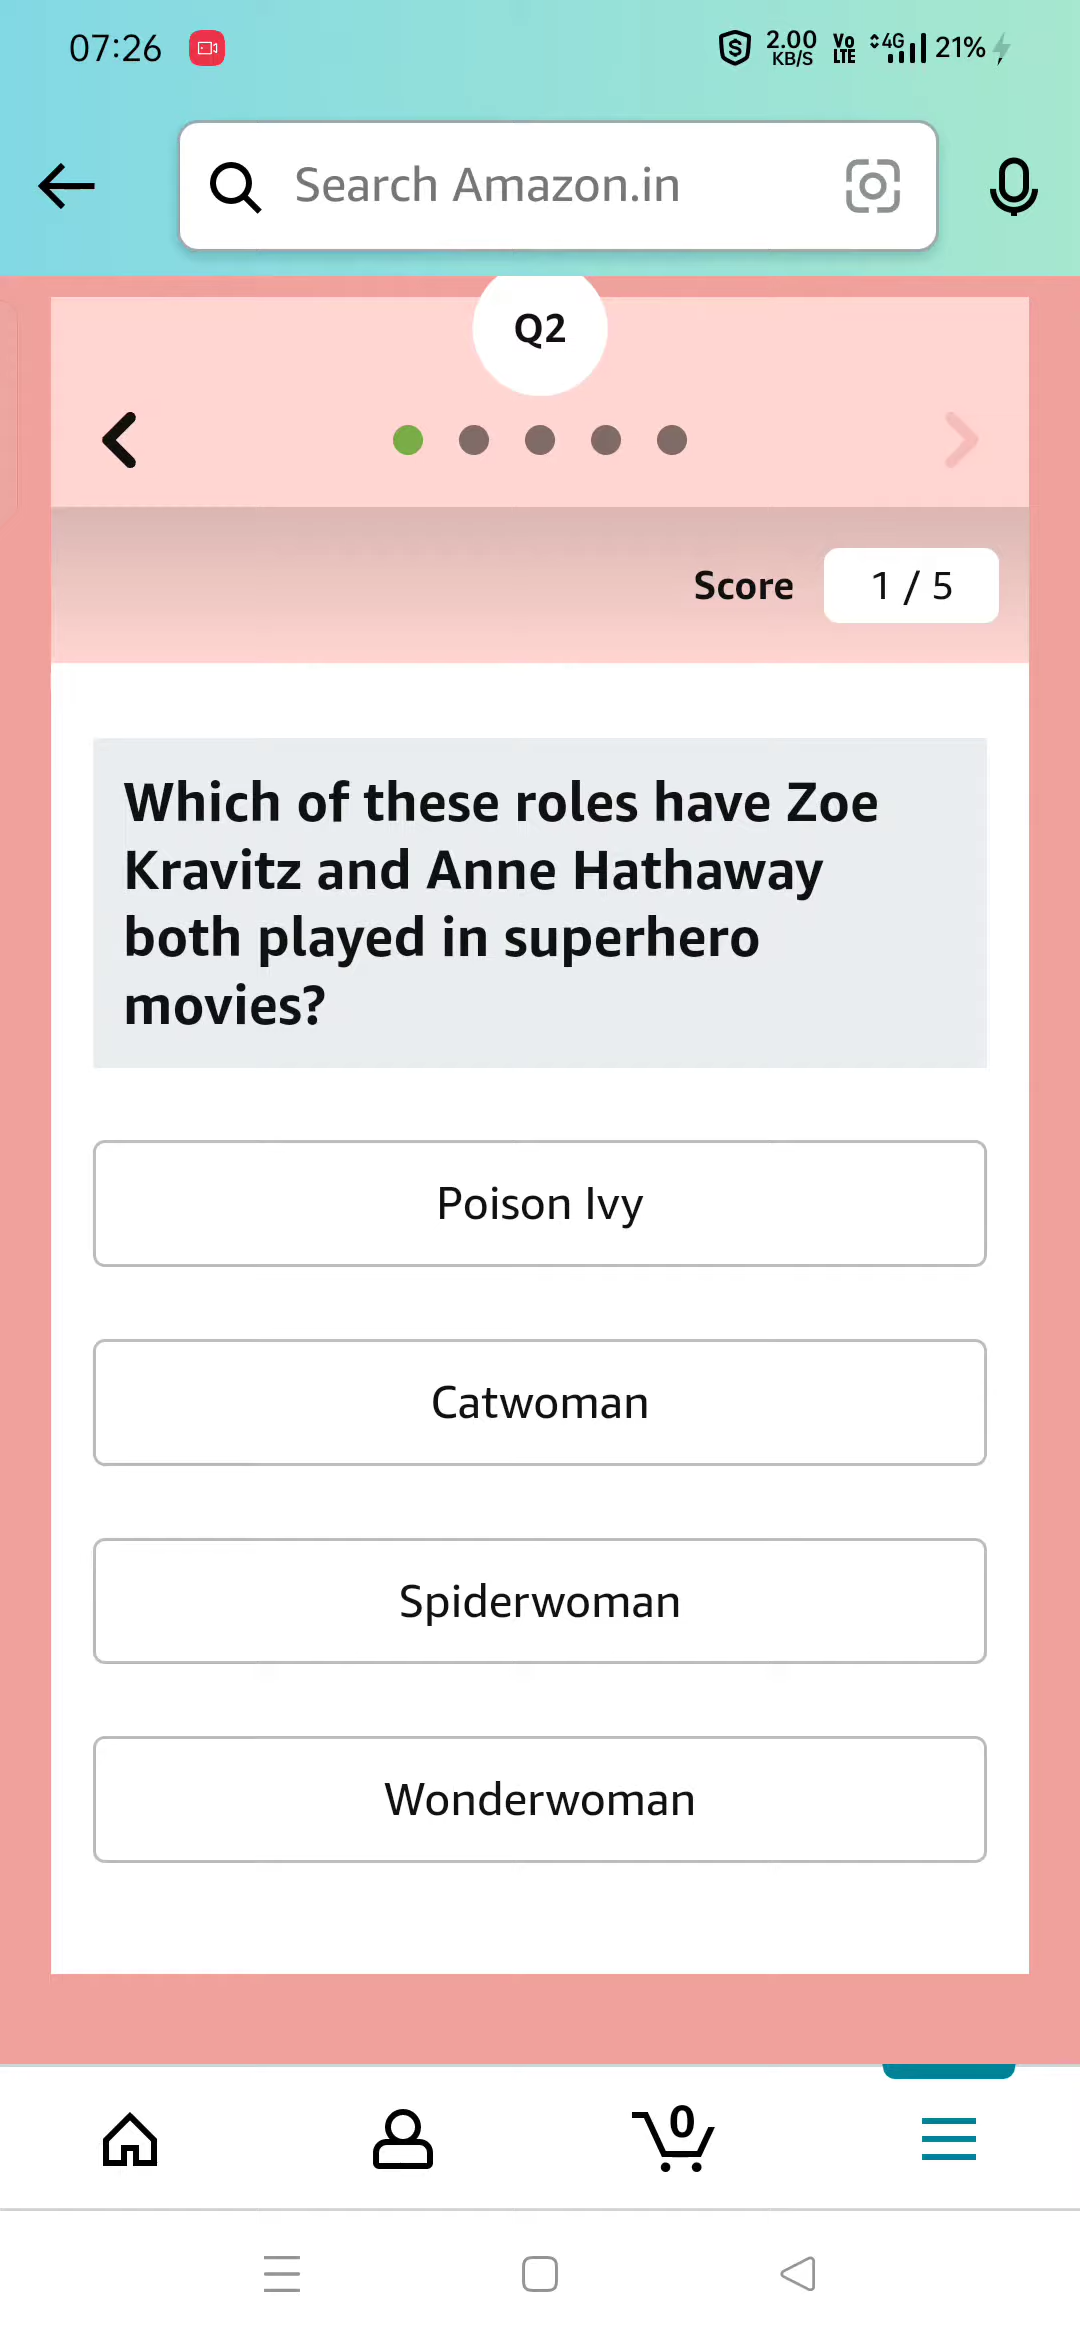 07:26
2.00 KB/S Vo LTE 4G 21%
Search Amazon.in
Q2
Score 1 / 5
Which of these roles have Zoe
Kravitz and Anne Hathaway
both played in superhero
movies?
Poison Ivy
Catwoman
Spiderwoman
Wonderwoman
0